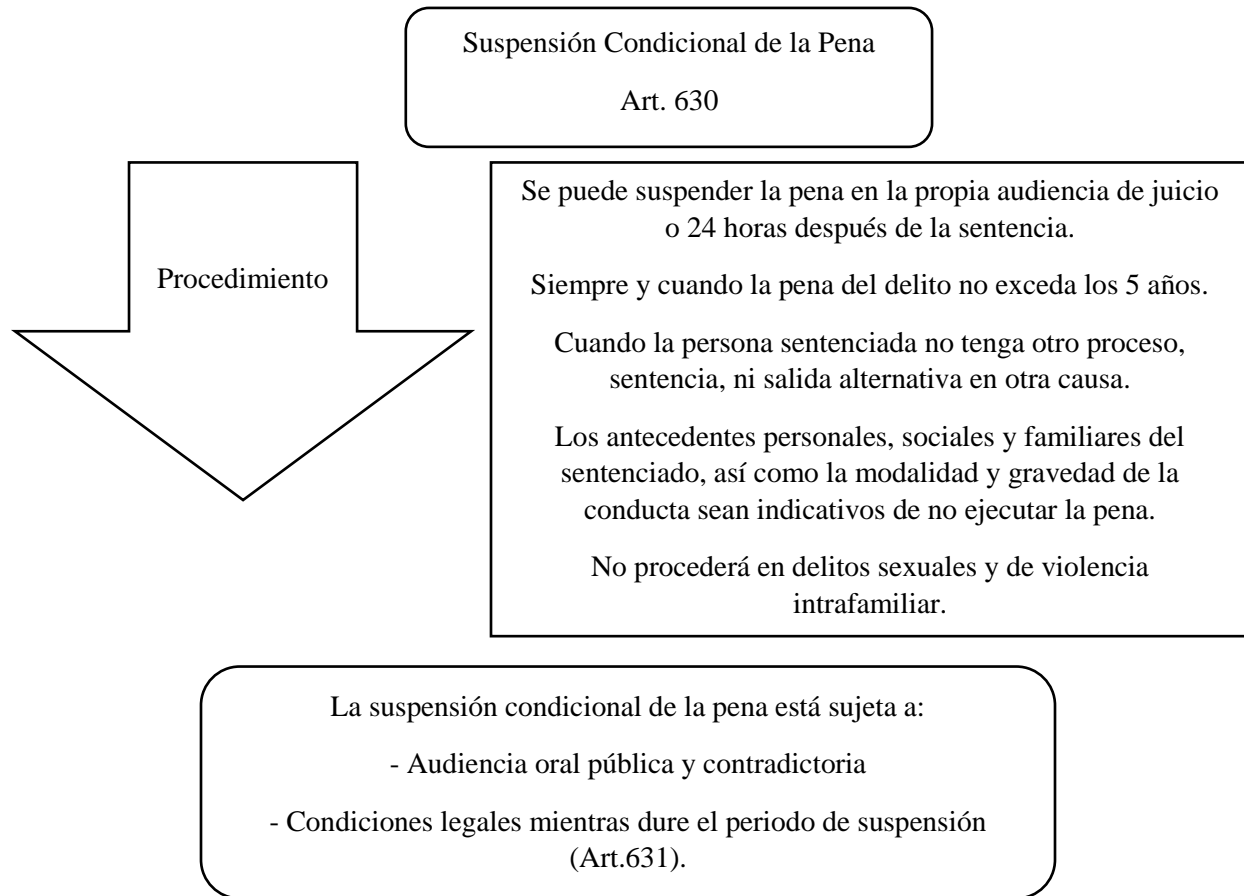 Suspensión Condicional de la Pena
Art. 630
Procedimiento
Se puede suspender la pena en la propia audiencia de juicio
o 24 horas después de la sentencia.
Siempre y cuando la pena del delito no exceda los 5 años.
Cuando la persona sentenciada no tenga otro proceso,
sentencia, ni salida alternativa en otra causa.
Los antecedentes personales, sociales y familiares del
sentenciado, así como la modalidad y gravedad de la
conducta sean indicativos de no ejecutar la pena.
No procederá en delitos sexuales y de violencia
intrafamiliar.
La suspensión condicional de la pena está sujeta a:
- Audiencia oral pública y contradictoria
- Condiciones legales mientras dure el periodo de suspensión
(Art.631).